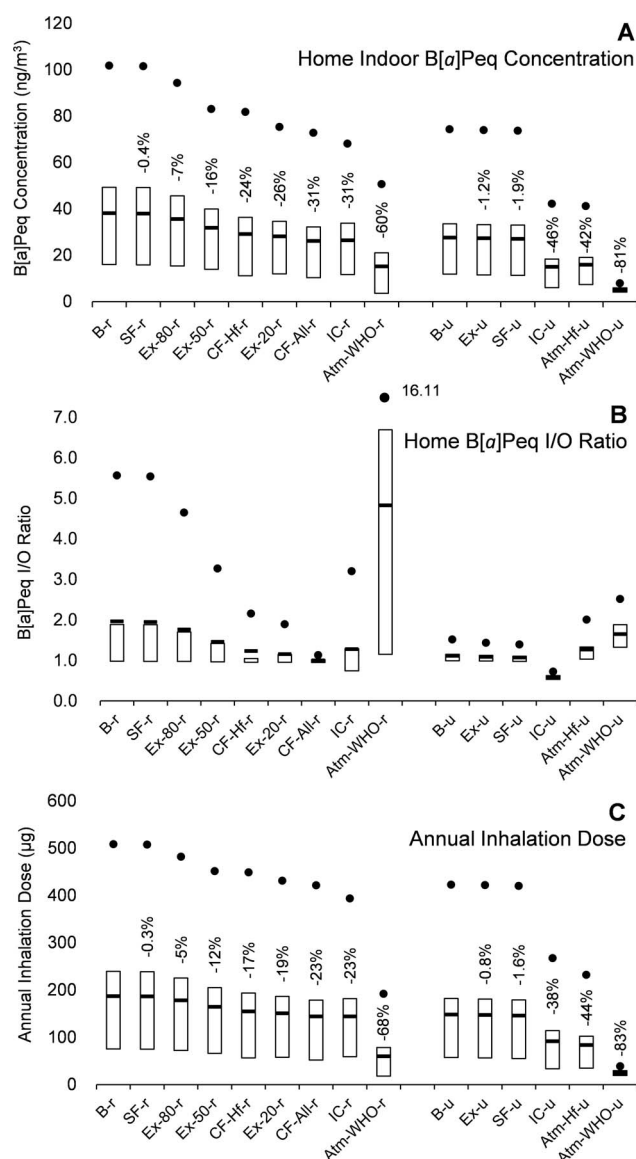 A
Home Indoor B[a]Peq Concentration
B[a]Peq Concentration (ng/m³)
120
100
80
60
40
20
0
-0.4%
-7%
-16%
-24%
-26%
-31%
-31%
-60%
-1.2%
-1.9%
-46%
-42%
-81%
B-r
SF-r
Ex-80-r
Ex-50-r
CF-Hf-r
Ex-20-r
CF-All-r
IC-r
Atm-WHO-r
B-u
Ex-u
SF-u
IC-u
Atm-Hf-u
Atm-WHO-u
16.11
B
Home B[a]Peq I/O Ratio
B[a]Peq I/O Ratio
7.0
6.0
5.0
4.0
3.0
2.0
1.0
0.0
B-r
SF-r
Ex-80-r
Ex-50-r
CF-Hf-r
Ex-20-r
CF-All-r
IC-r
Atm-WHO-r
B-u
Ex-u
SF-u
IC-u
Atm-Hf-u
Atm-WHO-u
C
Annual Inhalation Dose
Annual Inhalation Dose (µg)
600
500
400
300
200
100
0
-0.3%
-5%
-12%
-17%
-19%
-23%
-23%
-68%
-0.8%
-1.6%
-38%
-44%
-83%
B-r
SF-r
Ex-80-r
Ex-50-r
CF-Hf-r
Ex-20-r
CF-All-r
IC-r
Atm-WHO-r
B-u
Ex-u
SF-u
IC-u
Atm-Hf-u
Atm-WHO-u